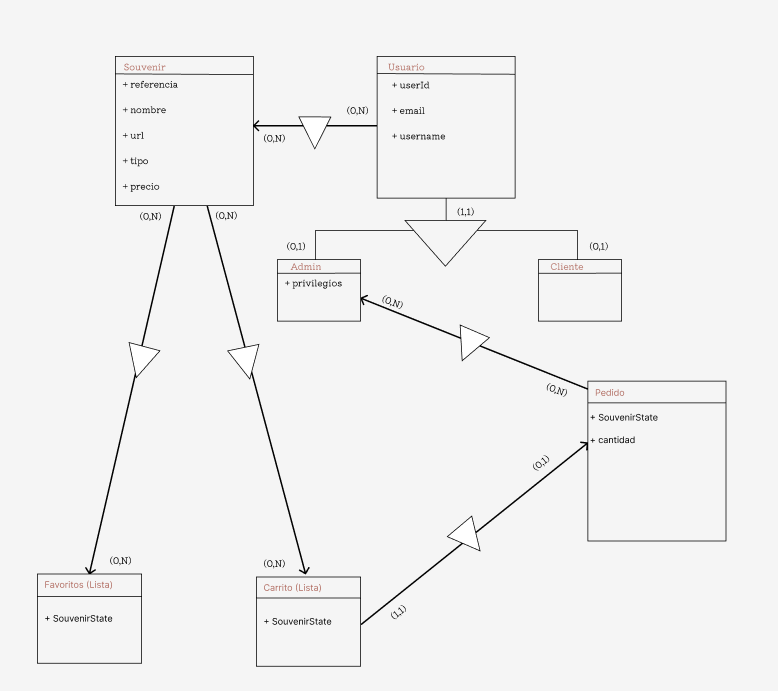 Souvenir
+ referencia
+ nombre
+ url
+ tipo
+ precio
Usuario
+ userId
+ email
+ username
(0,N)
(0,N)
(0,N)
(0,N)
(1,1)
(0,1)
(0,1)
Admin
+ privilegios
Cliente
(0,N)
(0,N)
Pedido
+ SouvenirState
+ cantidad
(0,1)
(1,1)
(0,N)
(0,N)
Favoritos (Lista)
+ SouvenirState
Carrito (Lista)
+ SouvenirState